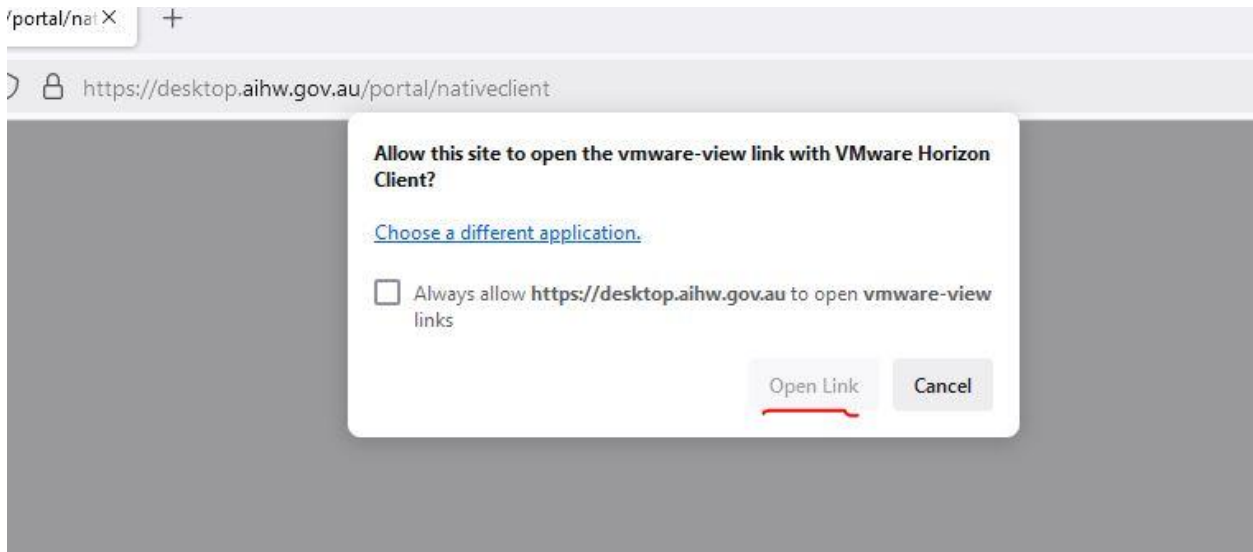 /portal/nat
https://desktop.aihw.gov.au/portal/nativeclient
Allow this site to open the vmware-view link with VMware Horizon
Client?
Choose a different application.
Always allow https://desktop.aihw.gov.au to open vmware-view
links
Open Link Cancel